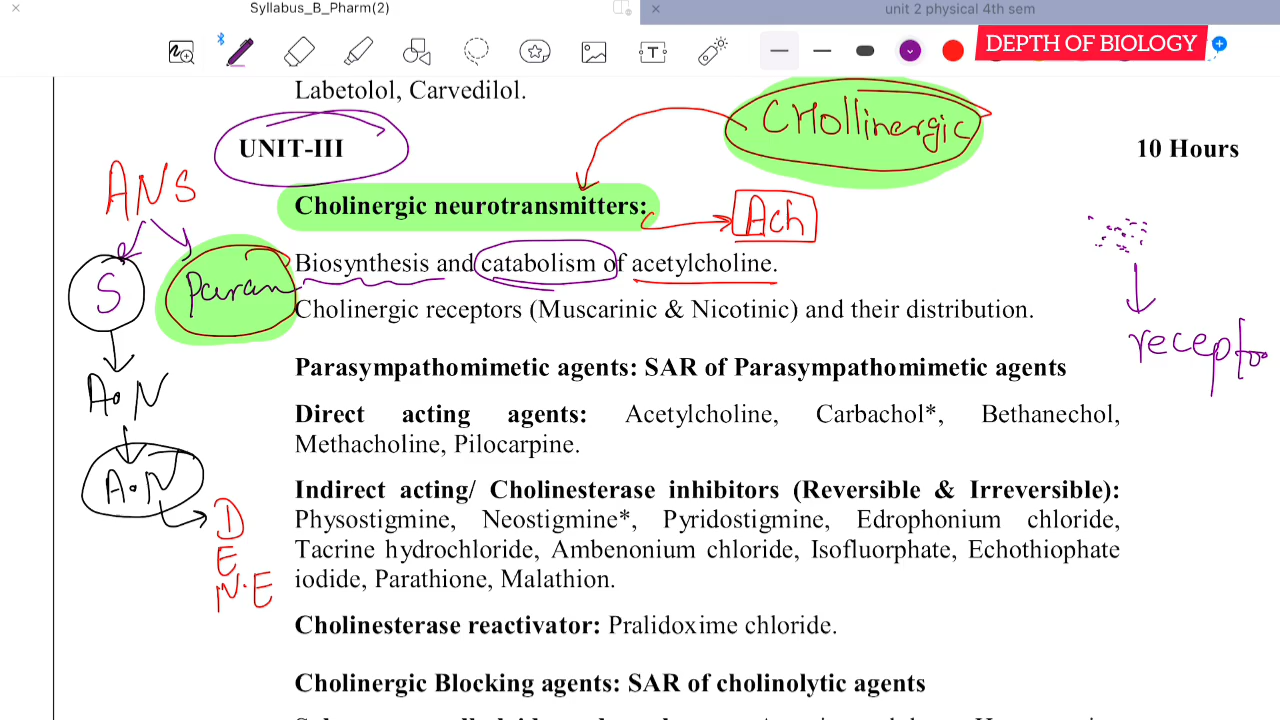 Syllabus_B_Pharm(2)
unit 2 physical 4th sem
DEPTH OF BIOLOGY
Labetolol, Carvedilol.
CHollinergic
UNIT-III
10 Hours
ANS
Cholinergic neurotransmitters:
Ach
S
Param
Biosynthesis and catabolism of acetylcholine.
Cholinergic receptors (Muscarinic & Nicotinic) and their distribution.
receptor
Parasympathomimetic agents: SAR of Parasympathomimetic agents
A.N
Direct acting agents: Acetylcholine, Carbachol*, Bethanechol,
Methacholine, Pilocarpine.
A.N
Indirect acting/ Cholinesterase inhibitors (Reversible & Irreversible):
D
Physostigmine, Neostigmine*, Pyridostigmine, Edrophonium chloride,
E
Tacrine hydrochloride, Ambenonium chloride, Isofluorphate, Echothiophate
N.E
iodide, Parathione, Malathion.
Cholinesterase reactivator: Pralidoxime chloride.
Cholinergic Blocking agents: SAR of cholinolytic agents